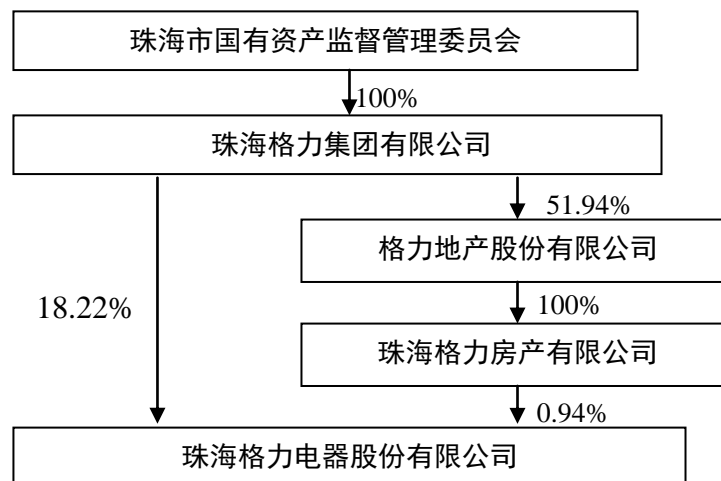 珠海市国有资产监督管理委员会
100%
珠海格力集团有限公司
51.94%
格力地产股份有限公司
18.22%
100%
珠海格力房产有限公司
0.94%
珠海格力电器股份有限公司